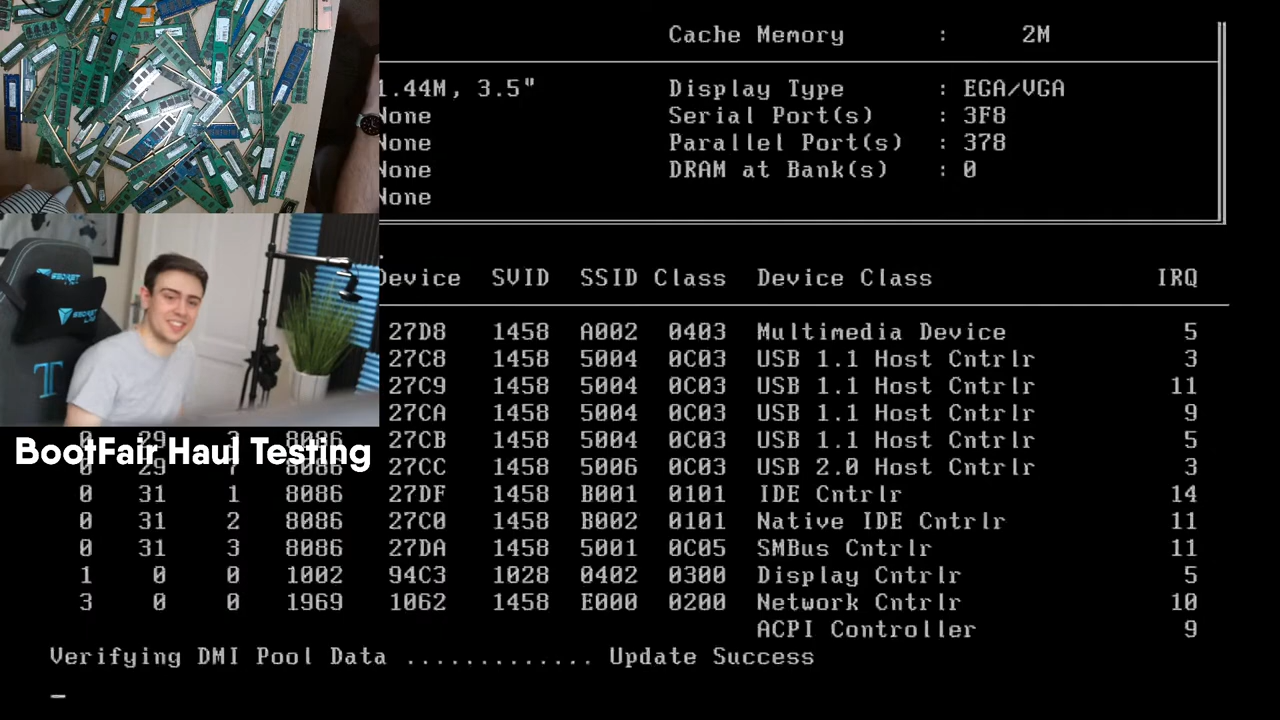 Cache Memory : 2M
1.44M, 3.5" Display Type : EGA/VGA
None Serial Port(s) : 3F8
None Parallel Port(s) : 378
None DRAM at Bank(s) : 0
None
Device SVID SSID Class Device Class IRQ
27D8 1458 A002 0403 Multimedia Device 5
27C8 1458 5004 0C03 USB 1.1 Host Cntrlr 3
27C9 1458 5004 0C03 USB 1.1 Host Cntrlr 11
27CA 1458 5004 0C03 USB 1.1 Host Cntrlr 9
0 29 3 8086 27CB 1458 5004 0C03 USB 1.1 Host Cntrlr 5
BootFair Haul Testing
0 29 7 8086 27CC 1458 5006 0C03 USB 2.0 Host Cntrlr 3
0 31 1 8086 27DF 1458 B001 0101 IDE Cntrlr 14
0 31 2 8086 27C0 1458 B002 0101 Native IDE Cntrlr 11
0 31 3 8086 27DA 1458 5001 0C05 SMBus Cntrlr 11
1 0 0 1002 94C3 1028 0402 0300 Display Cntrlr 5
3 0 0 1969 1062 1458 E000 0200 Network Cntrlr 10
ACPI Controller 9
Verifying DMI Pool Data ............. Update Success